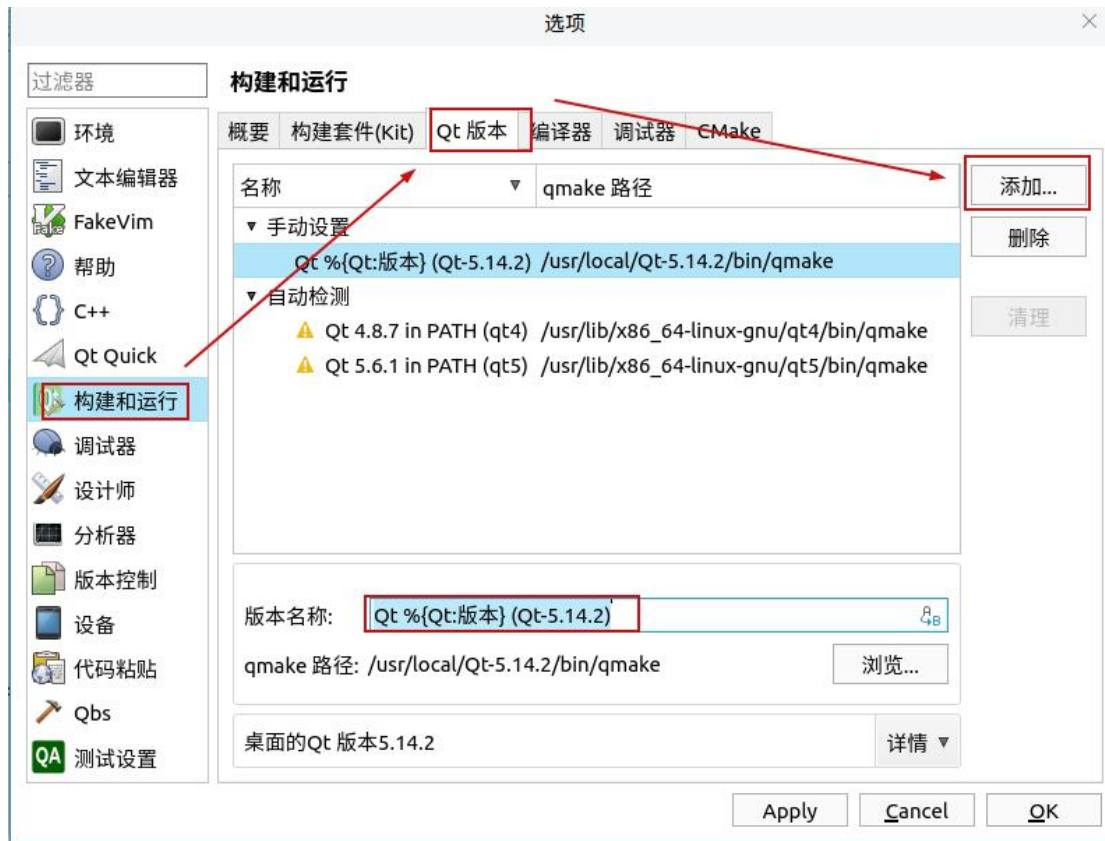 选项
过滤器
环境
文本编辑器
FakeVim
帮助
C++
Qt Quick
构建和运行
调试器
设计师
分析器
版本控制
设备
代码粘贴
Qbs
QA 测试设置
构建和运行
概要 构建套件(Kit) Qt 版本 编译器 调试器 CMake
名称 qmake 路径
手动设置
Qt %{Qt:版本} (Qt-5.14.2) /usr/local/Qt-5.14.2/bin/qmake
自动检测
Qt 4.8.7 in PATH (qt4) /usr/lib/x86_64-linux-gnu/qt4/bin/qmake
Qt 5.6.1 in PATH (qt5) /usr/lib/x86_64-linux-gnu/qt5/bin/qmake
添加...
删除
清理
版本名称: Qt %{Qt:版本} (Qt-5.14.2)
qmake 路径: /usr/local/Qt-5.14.2/bin/qmake 浏览...
桌面的Qt 版本5.14.2 详情
Apply Cancel OK